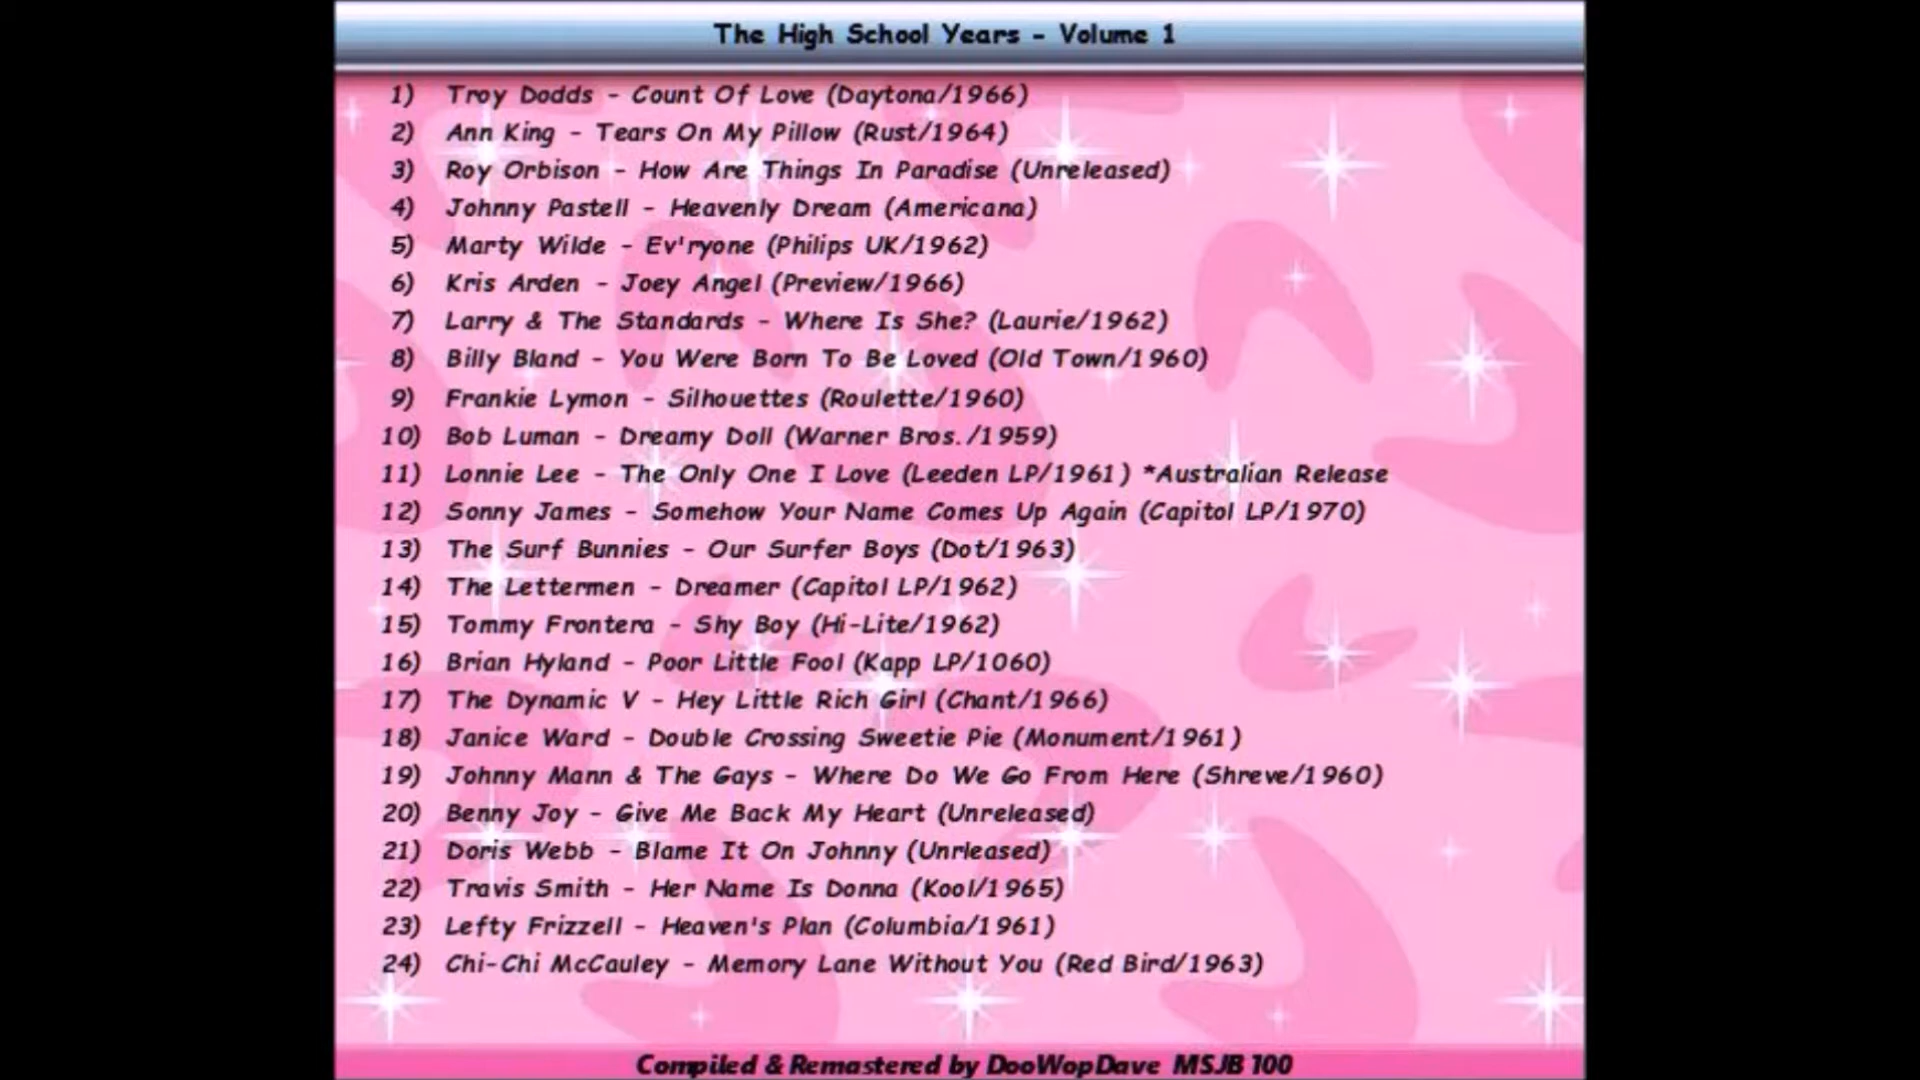 The High School Years - Volume 1
1) Troy Dodds - Count Of Love (Daytona/1966)
2) Ann King - Tears On My Pillow (Rust/1964)
3) Roy Orbison - How Are Things In Paradise (Unreleased)
4) Johnny Pastell - Heavenly Dream (Americana)
5) Marty Wilde - Ev'ryone (Philips UK/1962)
6) Kris Arden - Joey Angel (Preview/1966)
7) Larry & The Standards - Where Is She? (Laurie/1962)
8) Billy Bland - You Were Born To Be Loved (Old Town/1960)
9) Frankie Lymon - Silhouettes (Roulette/1960)
10) Bob Luman - Dreamy Doll (Warner Bros./1959)
11) Lonnie Lee - The Only One I Love (Leeden LP/1961) *Australian Release
12) Sonny James - Somehow Your Name Comes Up Again (Capitol LP/1970)
13) The Surf Bunnies - Our Surfer Boys (Dot/1963)
14) The Lettermen - Dreamer (Capitol LP/1962)
15) Tommy Frontera - Shy Boy (Hi-Lite/1962)
16) Brian Hyland - Poor Little Fool (Kapp LP/1060)
17) The Dynamic V - Hey Little Rich Girl (Chant/1966)
18) Janice Ward - Double Crossing Sweetie Pie (Monument/1961)
19) Johnny Mann & The Gays - Where Do We Go From Here (Shreve/1960)
20) Benny Joy - Give Me Back My Heart (Unreleased)
21) Doris Webb - Blame It On Johnny (Unrleased)
22) Travis Smith - Her Name Is Donna (Kool/1965)
23) Lefty Frizzell - Heaven's Plan (Columbia/1961)
24) Chi-Chi McCauley - Memory Lane Without You (Red Bird/1963)
Compiled & Remastered by DooWopDave MSJB 100